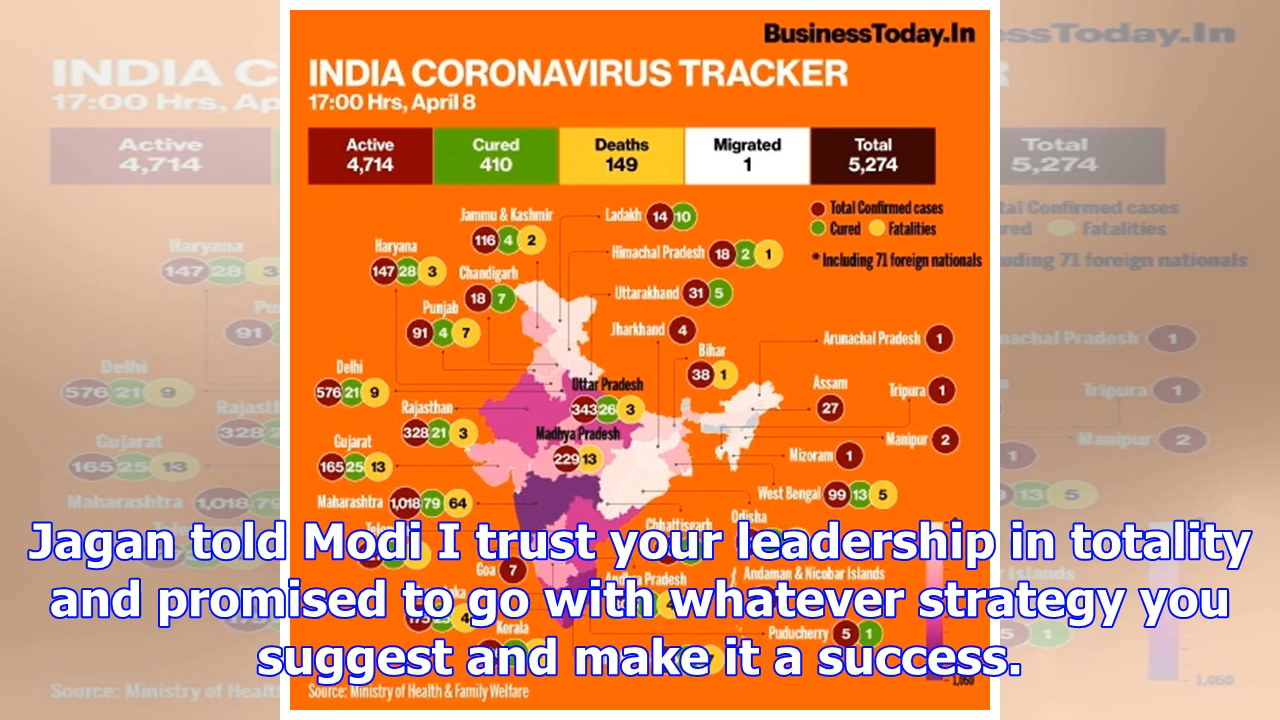 BusinessToday.In
INDIA CORONAVIRUS TRACKER
17:00 Hrs, April 8
Active
4,714
Cured
410
Deaths
149
Migrated
1
Total
5,274
Total Confirmed cases
Cured Fatalities
* Including 71 foreign nationals
Jammu & Kashmir
116 4 2
Ladakh 14 10
Haryana
147 28 3
Himachal Pradesh 18 2 1
Chandigarh
18 7
Uttarakhand 31 5
Punjab
91 4 7
Jharkhand 4
Arunachal Pradesh 1
Bihar
38 1
Delhi
576 21 9
Uttar Pradesh
343 26 3
Assam
27
Tripura 1
Rajasthan
328 21 3
Madhya Pradesh
229 13
Manipur 2
Gujarat
165 25 13
Mizoram 1
Maharashtra 1,018 79 64
West Bengal 99 13 5
Odisha
Chhattisgarh
Goa 7
Andaman & Nicobar Islands
Andhra Pradesh
Kerala
Puducherry 5 1
1,050
Source: Ministry of Health & Family Welfare
Jagan told Modi I trust your leadership in totality
and promised to go with whatever strategy you
suggest and make it a success.